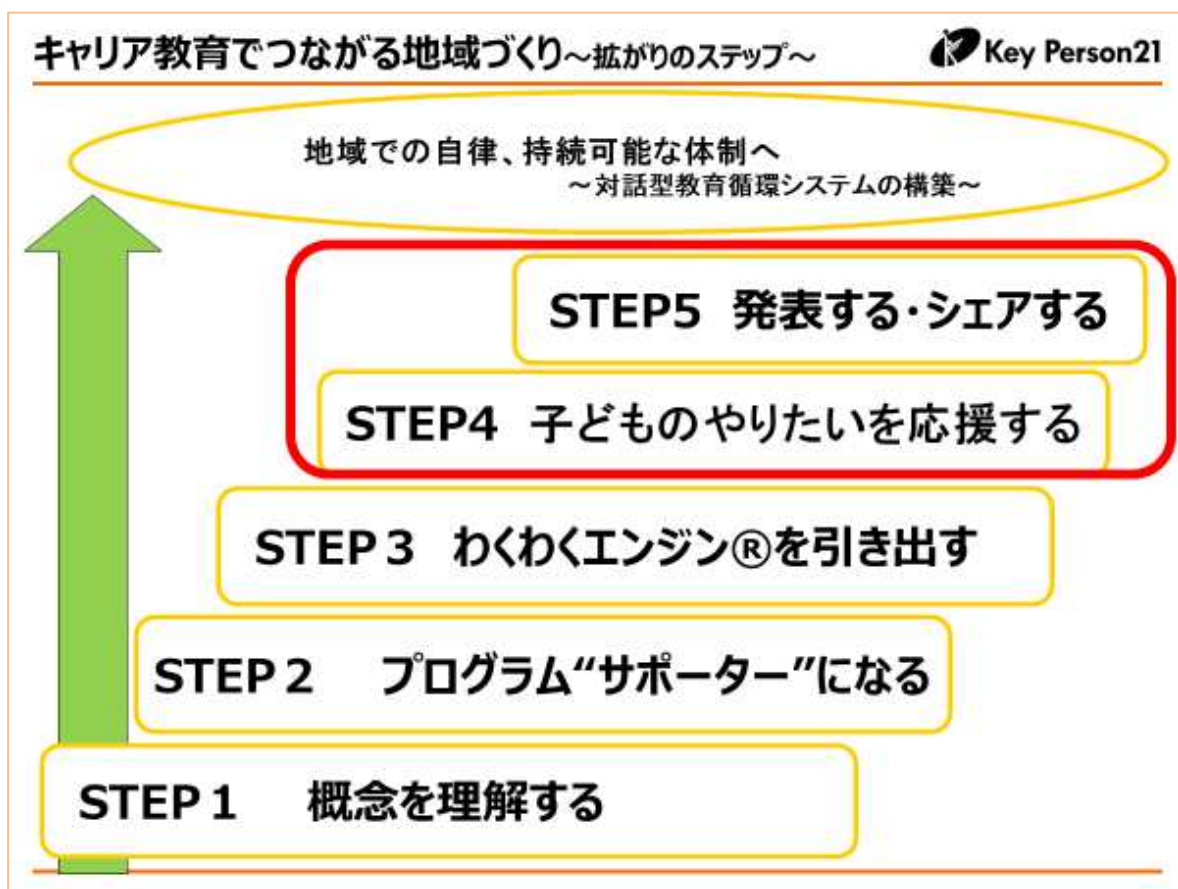 キャリア教育でつながる地域づくり～拡がりのステップ～
Key Person21
地域での自律、持続可能な体制へ
～対話型教育循環システムの構築～
STEP5 発表する・シェアする
STEP4 子どものやりたいを応援する
STEP３ わくわくエンジン®を引き出す
STEP２ プログラム“サポーター”になる
STEP１ 概念を理解する